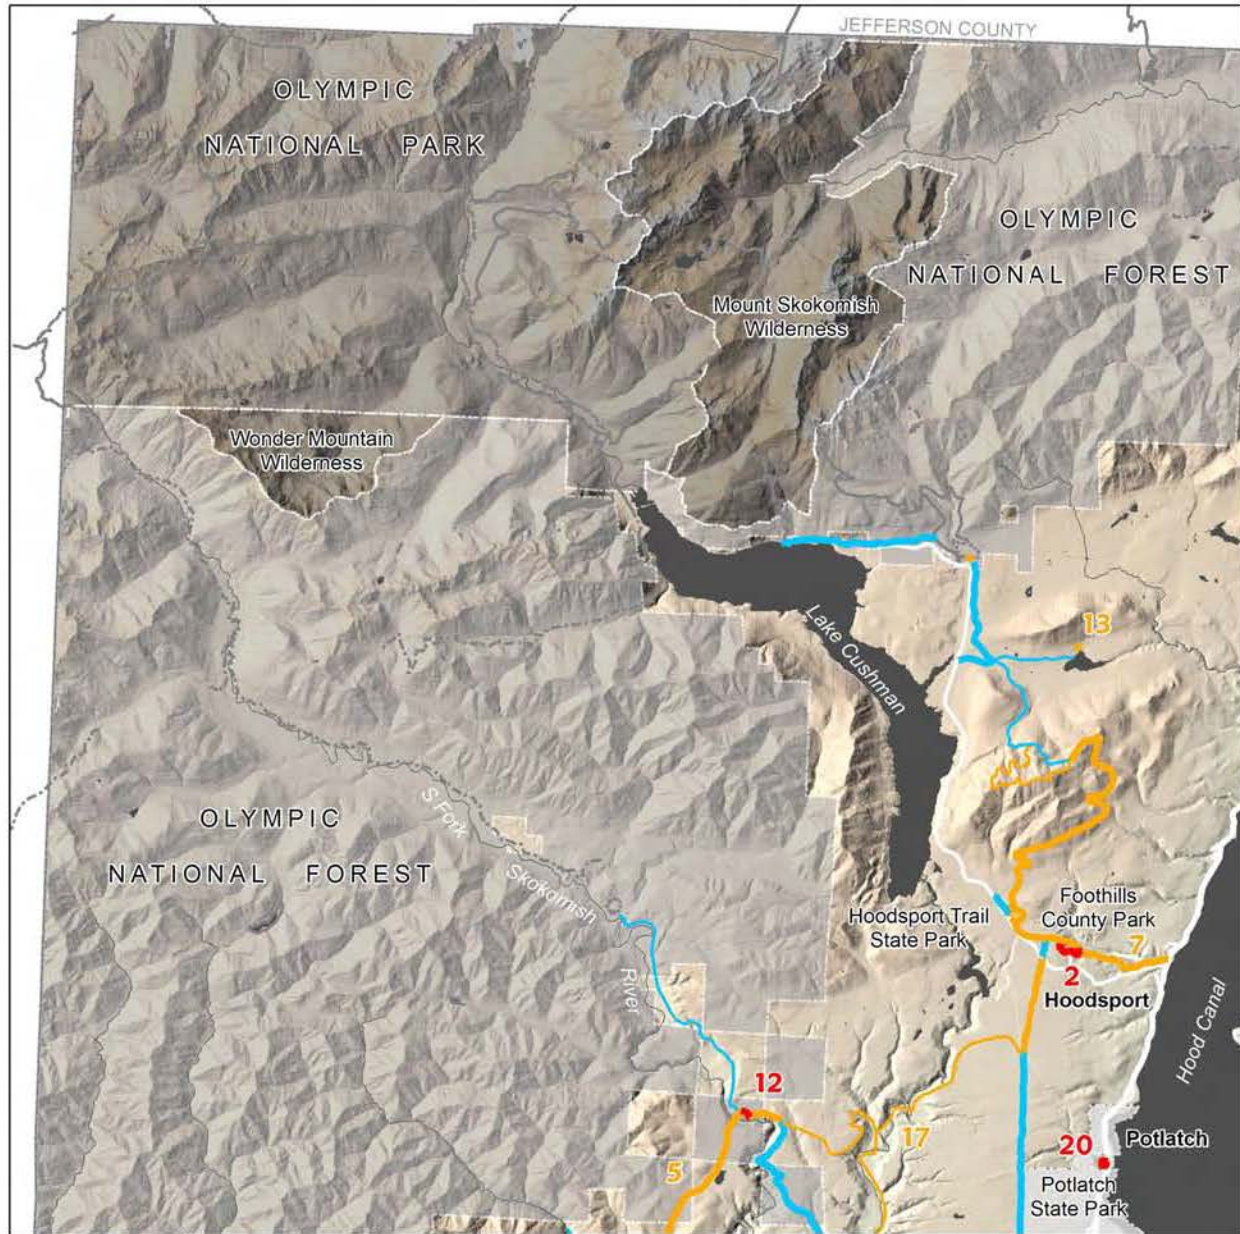 JEFFERSON COUNTY
OLYMPIC
NATIONAL PARK
OLYMPIC
NATIONAL FOREST
Mount Skokomish
Wilderness
Wonder Mountain
Wilderness
Lake Cushman
13
OLYMPIC
NATIONAL FOREST
S Fork
Skokomish
River
Hoodsport Trail
State Park
Foothills
County Park
7
2
Hoodsport
Hood Canal
12
17
5
20
Potlatch
Potlatch
State Park